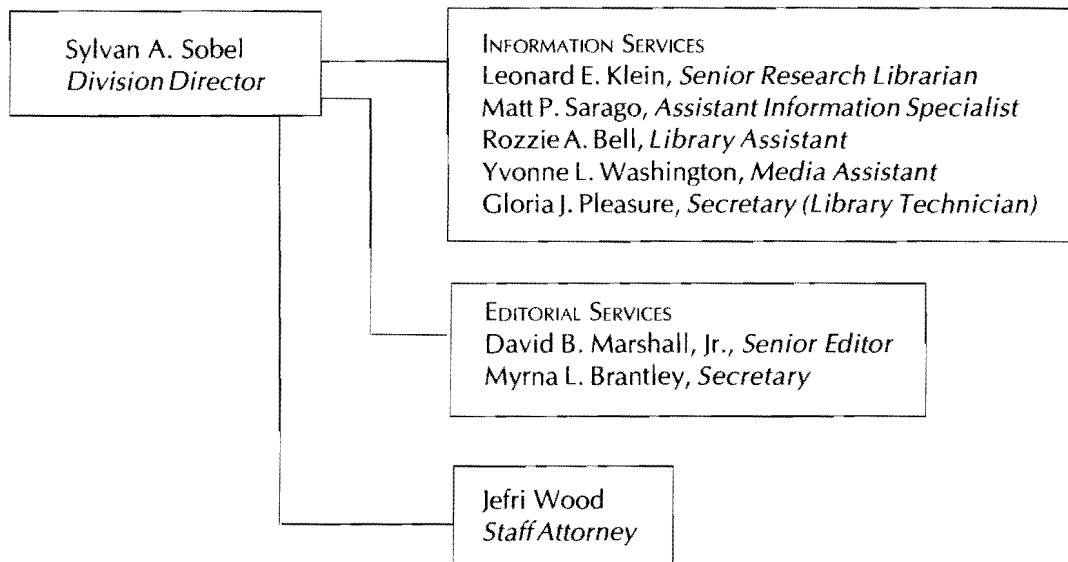 Sylvan A. Sobel
Division Director
INFORMATION SERVICES
Leonard E. Klein, Senior Research Librarian
Matt P. Sarago, Assistant Information Specialist
Rozzie A. Bell, Library Assistant
Yvonne L. Washington, Media Assistant
Gloria J. Pleasure, Secretary (Library Technician)
EDITORIAL SERVICES
David B. Marshall, Jr., Senior Editor
Myrna L. Brantley, Secretary
Jefri Wood
Staff Attorney